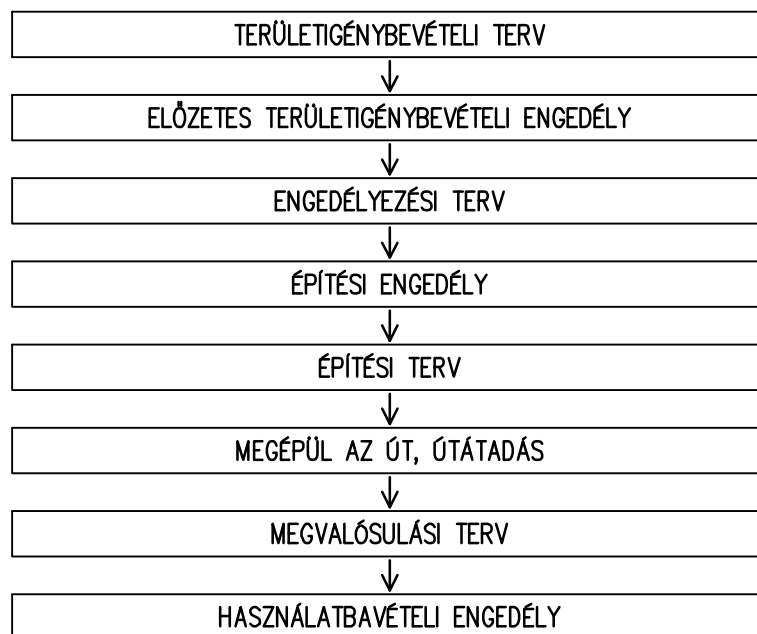 TERÜLETIGÉNYBEVÉTELI TERV
ELŐZETES TERÜLETIGÉNYBEVÉTELI ENGEDÉLY
ENGEDÉLYEZÉSI TERV
ÉPÍTÉSI ENGEDÉLY
ÉPÍTÉSI TERV
MEGÉPÜL AZ ÚT, ÚTÁTADÁS
MEGVALÓSULÁSI TERV
HASZNÁLATBAVÉTELI ENGEDÉLY